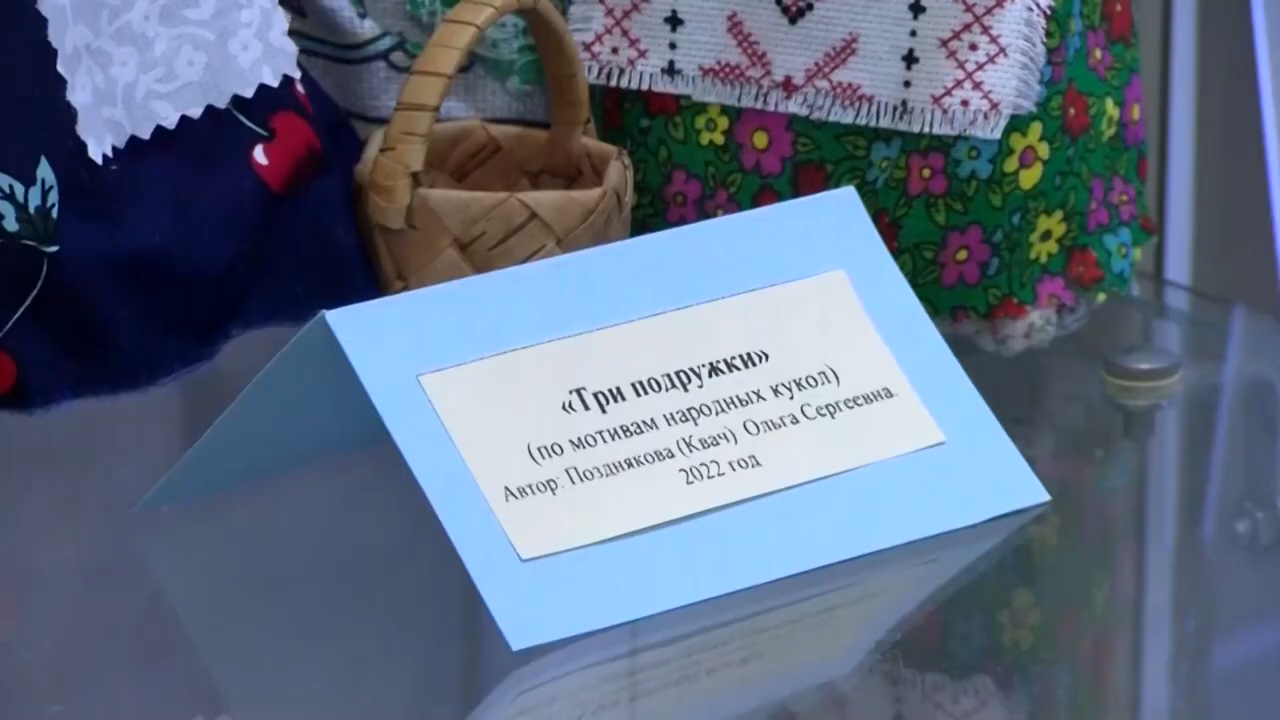 «Три подружки»
(по мотивам народных кукол)
Автор: Позднякова (Квач) Ольга Сергеевна.
2022 год